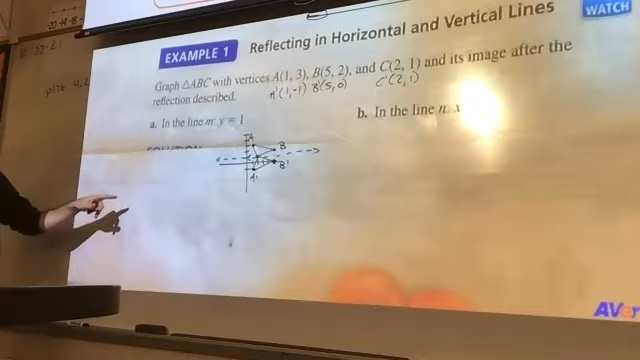 WATCH
EXAMPLE 1 Reflecting in Horizontal and Vertical Lines
Graph △ABC with vertices A(1, 3), B(5, 2), and C(2, 1) and its image after the
reflection described.
A'(1,-1) B'(5,0) C'(2,1)
a. In the line m: y = 1
b. In the line n: x
A
B
B'
A'
AVer